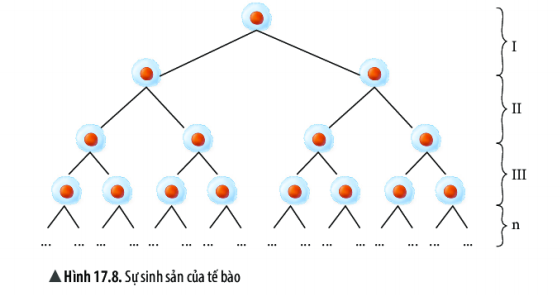 I
II
III
n
... ... ... ... ... ... ... ... ... ... ... ... ... ... ... ...
▲Hình 17.8. Sự sinh sản của tế bào